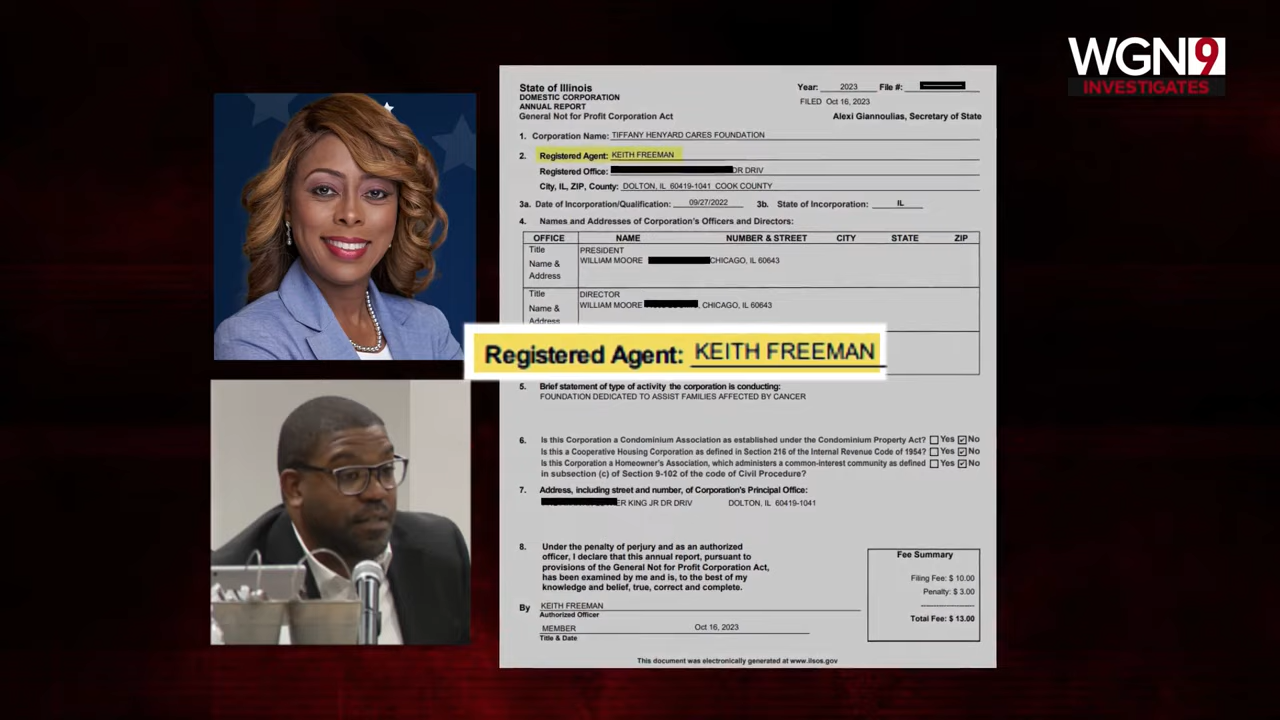 WGN9
INVESTIGATES
State of Illinois
DOMESTIC CORPORATION
ANNUAL REPORT
General Not for Profit Corporation Act
Year: 2023 File #:
FILED Oct 16, 2023
Alexi Giannoulias, Secretary of State
1. Corporation Name: TIFFANY HENYARD CARES FOUNDATION
2. Registered Agent: KEITH FREEMAN
Registered Office: DR DRIV
City, IL, ZIP, County: DOLTON, IL 60419-1041 COOK COUNTY
3a. Date of Incorporation/Qualification: 09/27/2022 3b. State of Incorporation: IL
4. Names and Addresses of Corporation's Officers and Directors:
OFFICE NAME NUMBER & STREET CITY STATE ZIP
Title PRESIDENT
Name & WILLIAM MOORE CHICAGO, IL 60643
Address
Title DIRECTOR
Name & WILLIAM MOORE , CHICAGO, IL 60643
Address
Registered Agent: KEITH FREEMAN
5. Brief statement of type of activity the corporation is conducting:
FOUNDATION DEDICATED TO ASSIST FAMILIES AFFECTED BY CANCER
6. Is this Corporation a Condominium Association as established under the Condominium Property Act? Yes No
Is this a Cooperative Housing Corporation as defined in Section 216 of the Internal Revenue Code of 1954? Yes No
Is this Corporation a Homeowner's Association, which administers a common-interest community as defined Yes No
in subsection (c) of Section 9-102 of the code of Civil Procedure?
7. Address, including street and number, of Corporation's Principal Office:
ER KING JR DR DRIV DOLTON, IL 60419-1041
8. Under the penalty of perjury and as an authorized
officer, I declare that this annual report, pursuant to
provisions of the General Not for Profit Corporation Act,
has been examined by me and is, to the best of my
knowledge and belief, true, correct and complete.
By KEITH FREEMAN
Authorized Officer
MEMBER Oct 16, 2023
Title & Date
Fee Summary
Filing Fee: $ 10.00
Penalty: $ 3.00
Total Fee: $ 13.00
This document was electronically generated at www.ilsos.gov